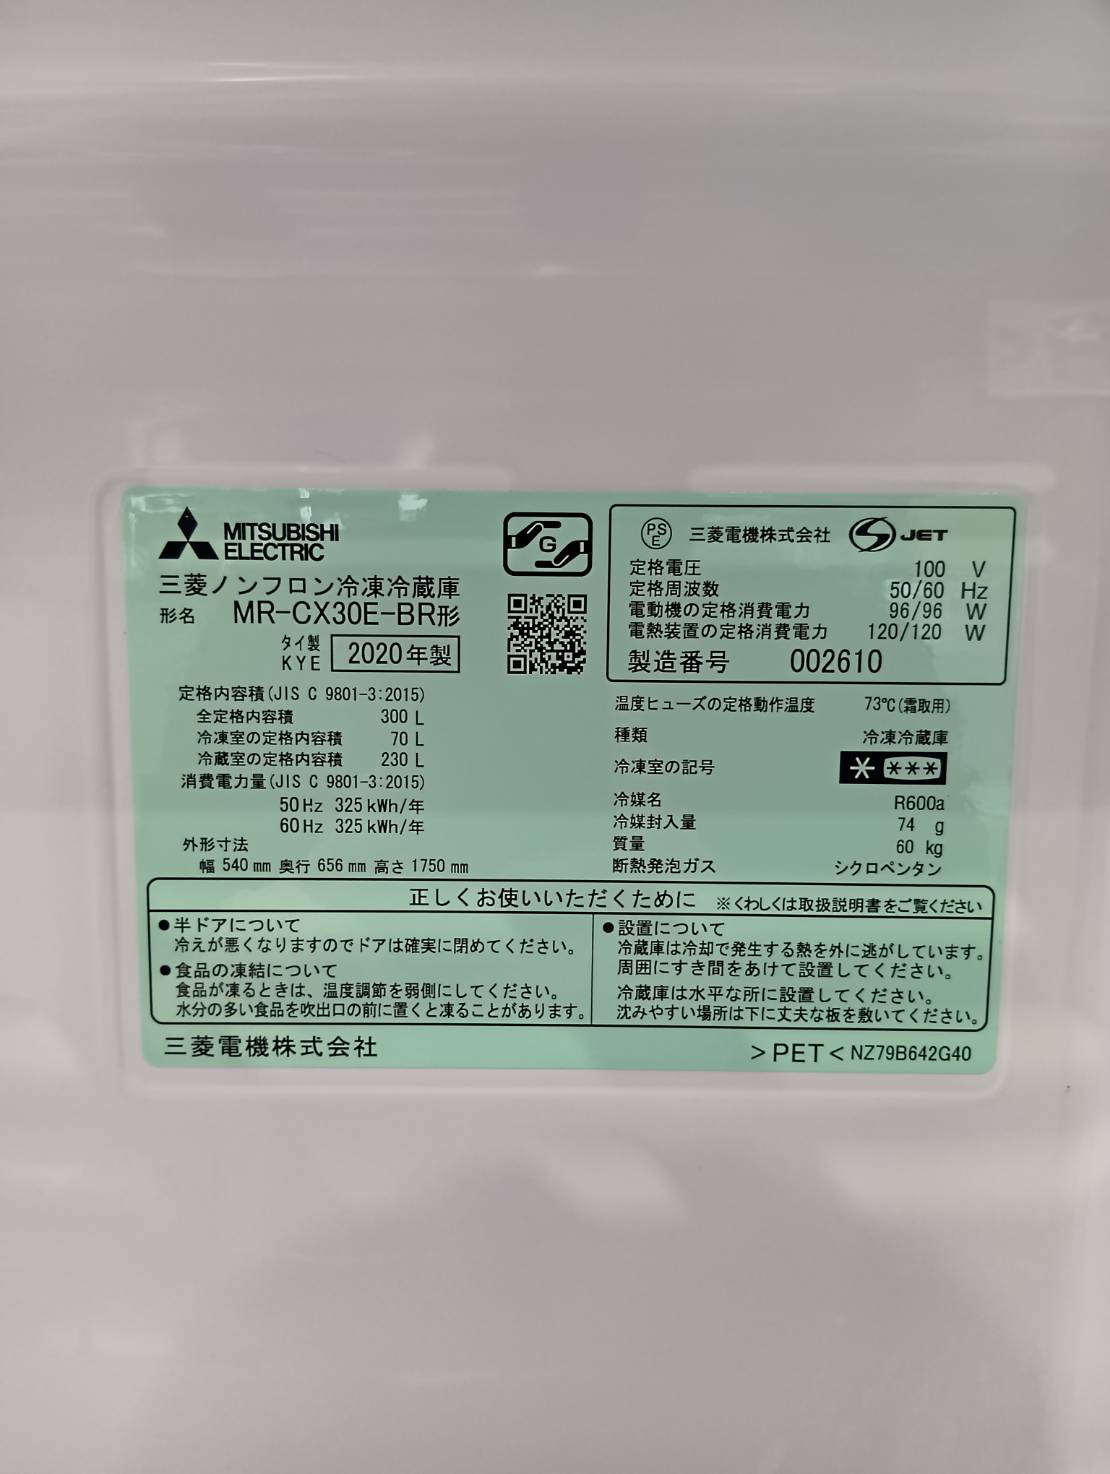 MITSUBISHI
ELECTRIC
三菱ノンフロン冷凍冷蔵庫
形名 MR-CX30E-BR形
タイ製
KYE 2020年製
定格内容積(JIS C 9801-3:2015)
全定格内容積 300 L
冷凍室の定格内容積 70 L
冷蔵室の定格内容積 230 L
消費電力量(JIS C 9801-3:2015)
50Hz 325kWh/年
60Hz 325kWh/年
外形寸法
幅 540 mm 奥行 656 mm 高さ 1750 mm
G
PS
E 三菱電機株式会社 S JET
定格電圧 100 V
定格周波数 50/60 Hz
電動機の定格消費電力 96/96 W
電熱装置の定格消費電力 120/120 W
製造番号 002610
温度ヒューズの定格動作温度 73℃(霜取用)
種類 冷凍冷蔵庫
冷凍室の記号 * ***
冷媒名 R600a
冷媒封入量 74 g
質量 60 kg
断熱発泡ガス シクロペンタン
正しくお使いいただくために ※くわしくは取扱説明書をご覧ください
●半ドアについて
冷えが悪くなりますのでドアは確実に閉めてください。
●食品の凍結について
食品が凍るときは、温度調節を弱側にしてください。
水分の多い食品を吹出口の前に置くと凍ることがあります。
●設置について
冷蔵庫は冷却で発生する熱を外に逃がしています。
周囲にすき間をあけて設置してください。
冷蔵庫は水平な所に設置してください。
沈みやすい場所は下に丈夫な板を敷いてください。
三菱電機株式会社
>PET< NZ79B642G40